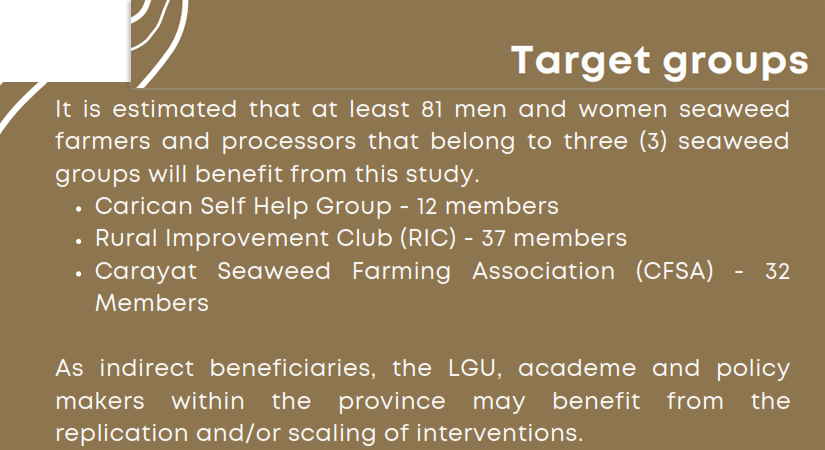 Target groups
It is estimated that at least 81 men and women seaweed
farmers and processors that belong to three (3) seaweed
groups will benefit from this study.
• Carican Self Help Group - 12 members
• Rural Improvement Club (RIC) - 37 members
• Carayat Seaweed Farming Association (CFSA) - 32
Members
As indirect beneficiaries, the LGU, academe and policy
makers within the province may benefit from the
replication and/or scaling of interventions.